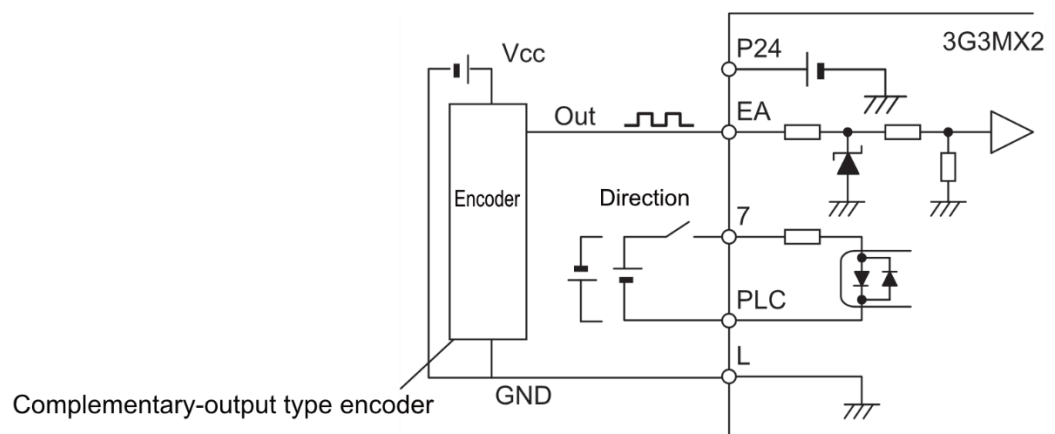 3G3MX2
P24
Vcc
EA
Out
Encoder
Direction
7
PLC
L
GND
Complementary-output type encoder